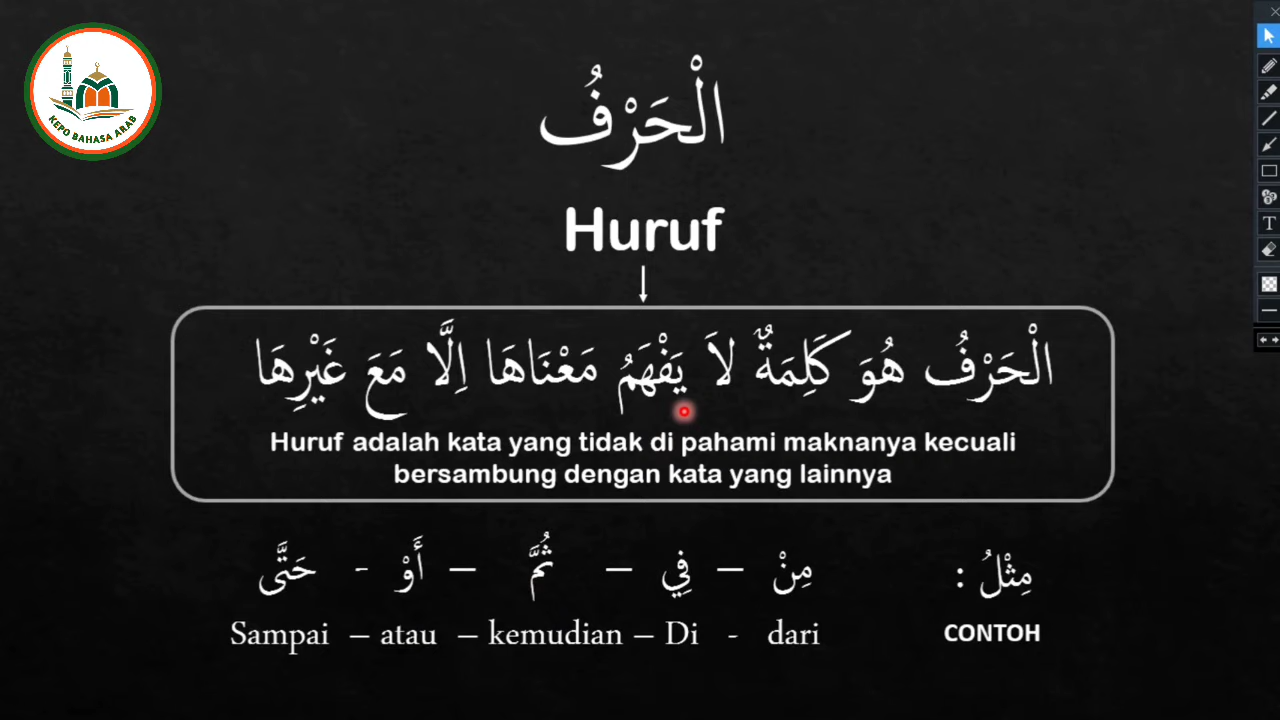 KEPO BAHASA ARAB
الْحَرْفُ
Huruf
الْحَرْفُ هُوَ كَلِمَةٌ لاَ يَفْهَمُ مَعْنَاهَا اِلَّا مَعَ غَيْرِهَا
Huruf adalah kata yang tidak di pahami maknanya kecuali
bersambung dengan kata yang lainnya
مِثْلُ : مِنْ – فِي – ثُمَّ – أَوْ - حَتَّى
Sampai – atau – kemudian – Di - dari CONTOH